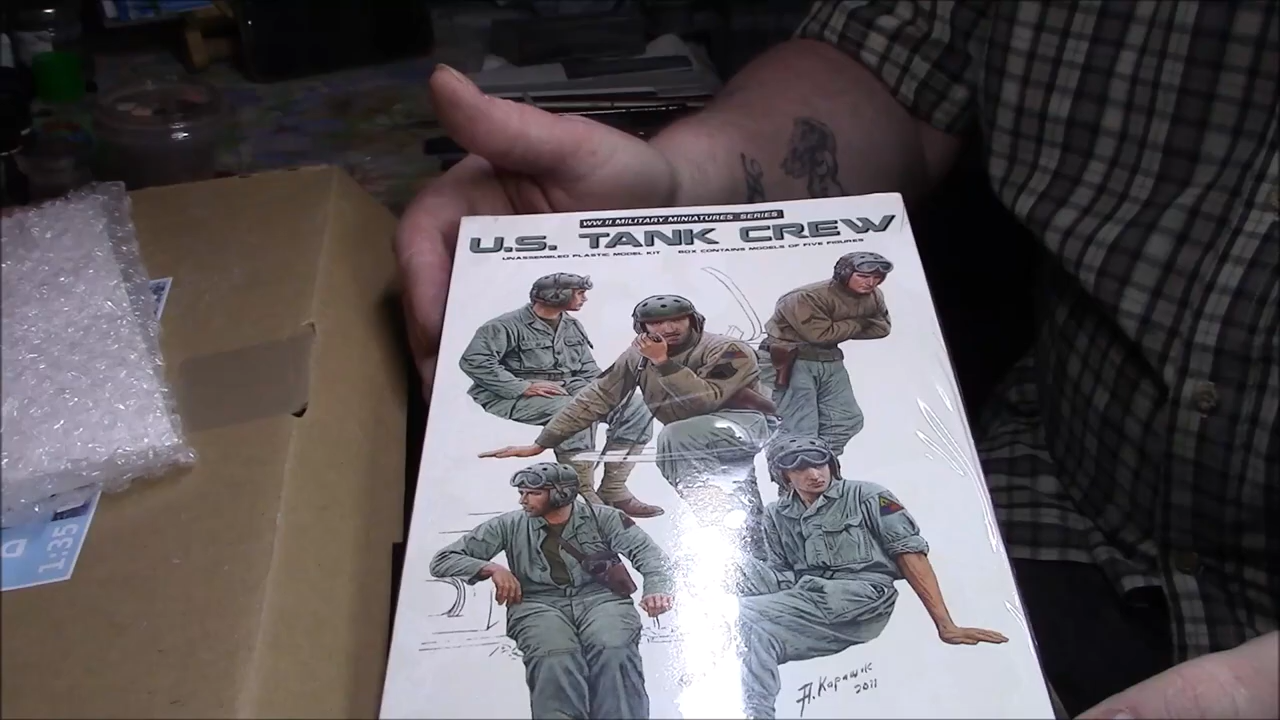 WW II MILITARY MINIATURES SERIES
U.S. TANK CREW
UNASSEMBLED PLASTIC MODEL KIT BOX CONTAINS MODELS OF FIVE FIGURES
1:35
А. Каращук
2011